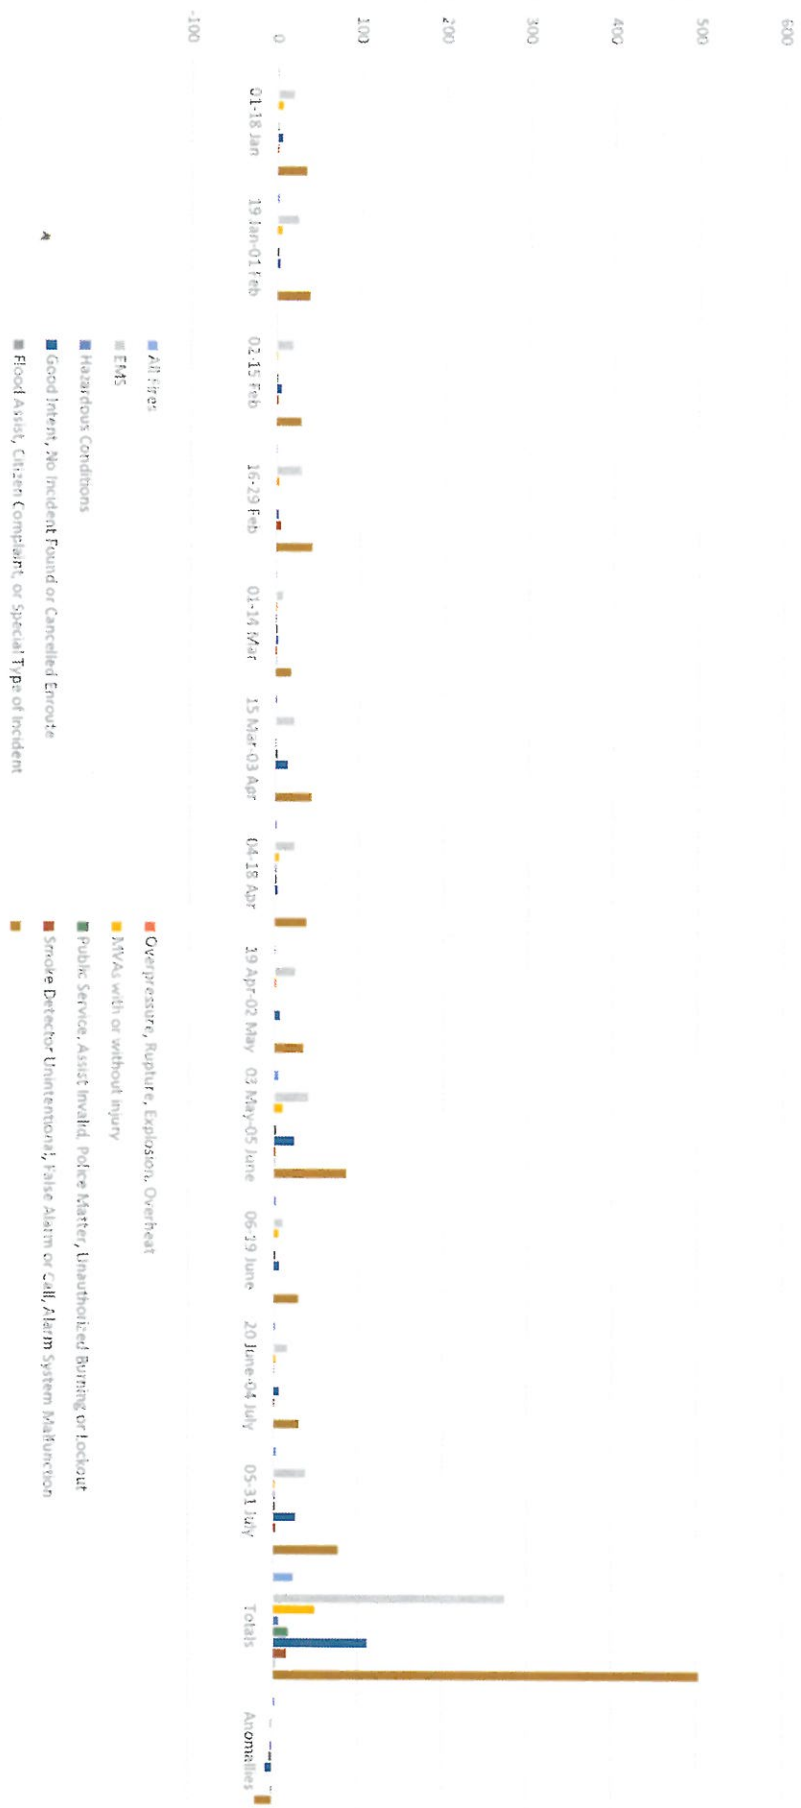 600
500
400
300
200
100
0
-100
01-18 Jan
19 Jan-01 Feb
02-15 Feb
16-29 Feb
01-14 Mar
15 Mar-03 Apr
04-18 Apr
19 Apr-02 May
03 May-05 June
06-19 June
20 June-04 July
05-31 July
Totals
Anomallies
All Fires
Overpressure, Rupture, Explosion, Overheat
EMS
MVAs with or without injury
Hazardous Conditions
Public Service, Assist Invalid, Police Matter, Unauthorized Burning or Lockout
Good Intent, No Incident Found or Cancelled Enroute
Smoke Detector Unintentional, False Alarm or Call, Alarm System Malfunction
Flood Assist, Citizen Complaint, or Special Type of Incident